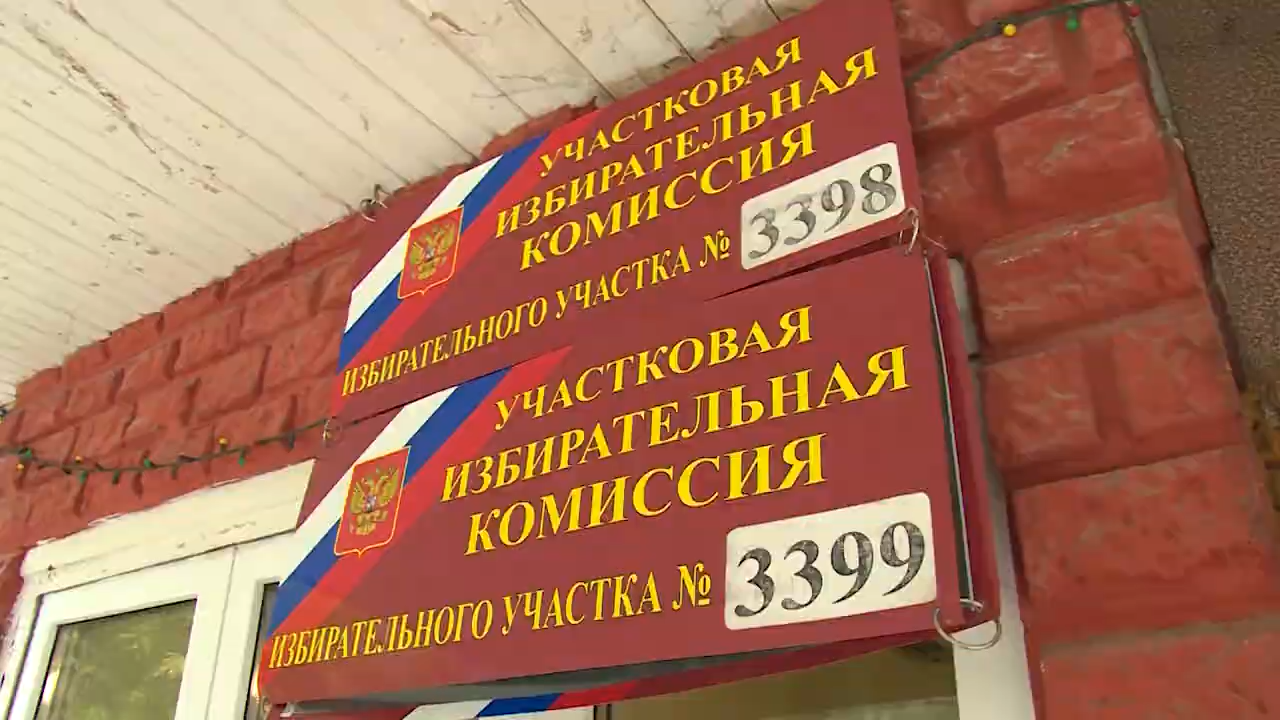 УЧАСТКОВАЯ
ИЗБИРАТЕЛЬНАЯ
КОМИССИЯ
ИЗБИРАТЕЛЬНОГО УЧАСТКА № 3398
УЧАСТКОВАЯ
ИЗБИРАТЕЛЬНАЯ
КОМИССИЯ
ИЗБИРАТЕЛЬНОГО УЧАСТКА № 3399